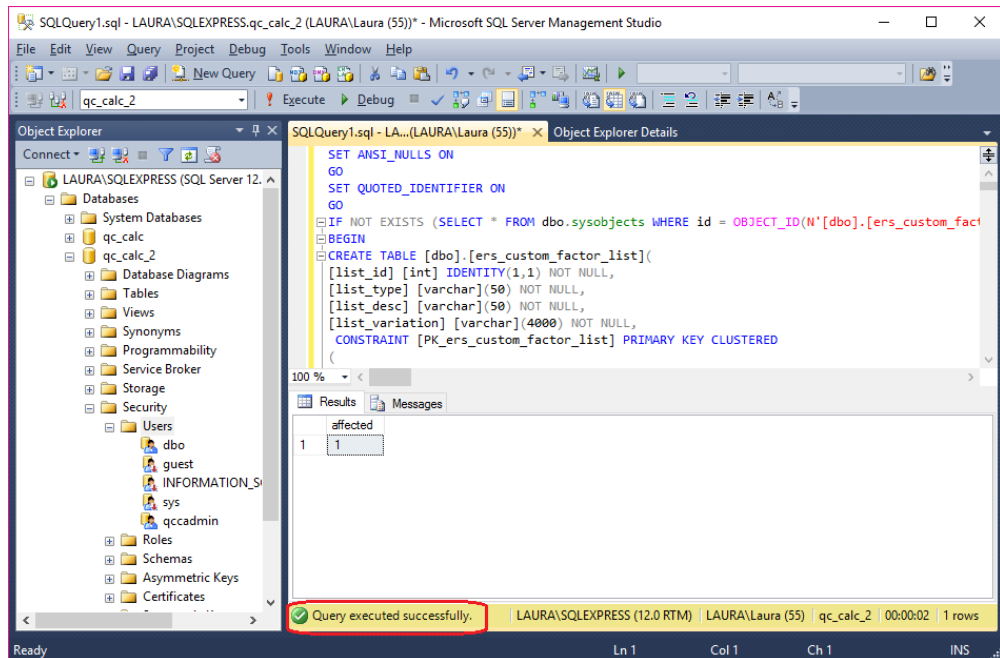 SQLQuery1.sql - LAURA\SQLEXPRESS.qc_calc_2 (LAURA\Laura (55))* - Microsoft SQL Server Management Studio
File Edit View Query Project Debug Tools Window Help
New Query
qc_calc_2 Execute Debug
Object Explorer
Connect
LAURA\SQLEXPRESS (SQL Server 12.
Databases
System Databases
qc_calc
qc_calc_2
Database Diagrams
Tables
Views
Synonyms
Programmability
Service Broker
Storage
Security
Users
dbo
guest
INFORMATION_S
sys
qccadmin
Roles
Schemas
Asymmetric Keys
Certificates
SQLQuery1.sql - LA...(LAURA\Laura (55))* Object Explorer Details
SET ANSI_NULLS ON
GO
SET QUOTED_IDENTIFIER ON
GO
IF NOT EXISTS (SELECT * FROM dbo.sysobjects WHERE id = OBJECT_ID(N'[dbo].[ers_custom_fact
BEGIN
CREATE TABLE [dbo].[ers_custom_factor_list](
[list_id] [int] IDENTITY(1,1) NOT NULL,
[list_type] [varchar](50) NOT NULL,
[list_desc] [varchar](50) NOT NULL,
[list_variation] [varchar](4000) NOT NULL,
CONSTRAINT [PK_ers_custom_factor_list] PRIMARY KEY CLUSTERED
(
100 %
Results Messages
affected
1 1
Query executed successfully. LAURA\SQLEXPRESS (12.0 RTM) LAURA\Laura (55) qc_calc_2 00:00:02 1 rows
Ready Ln 1 Col 1 Ch 1 INS